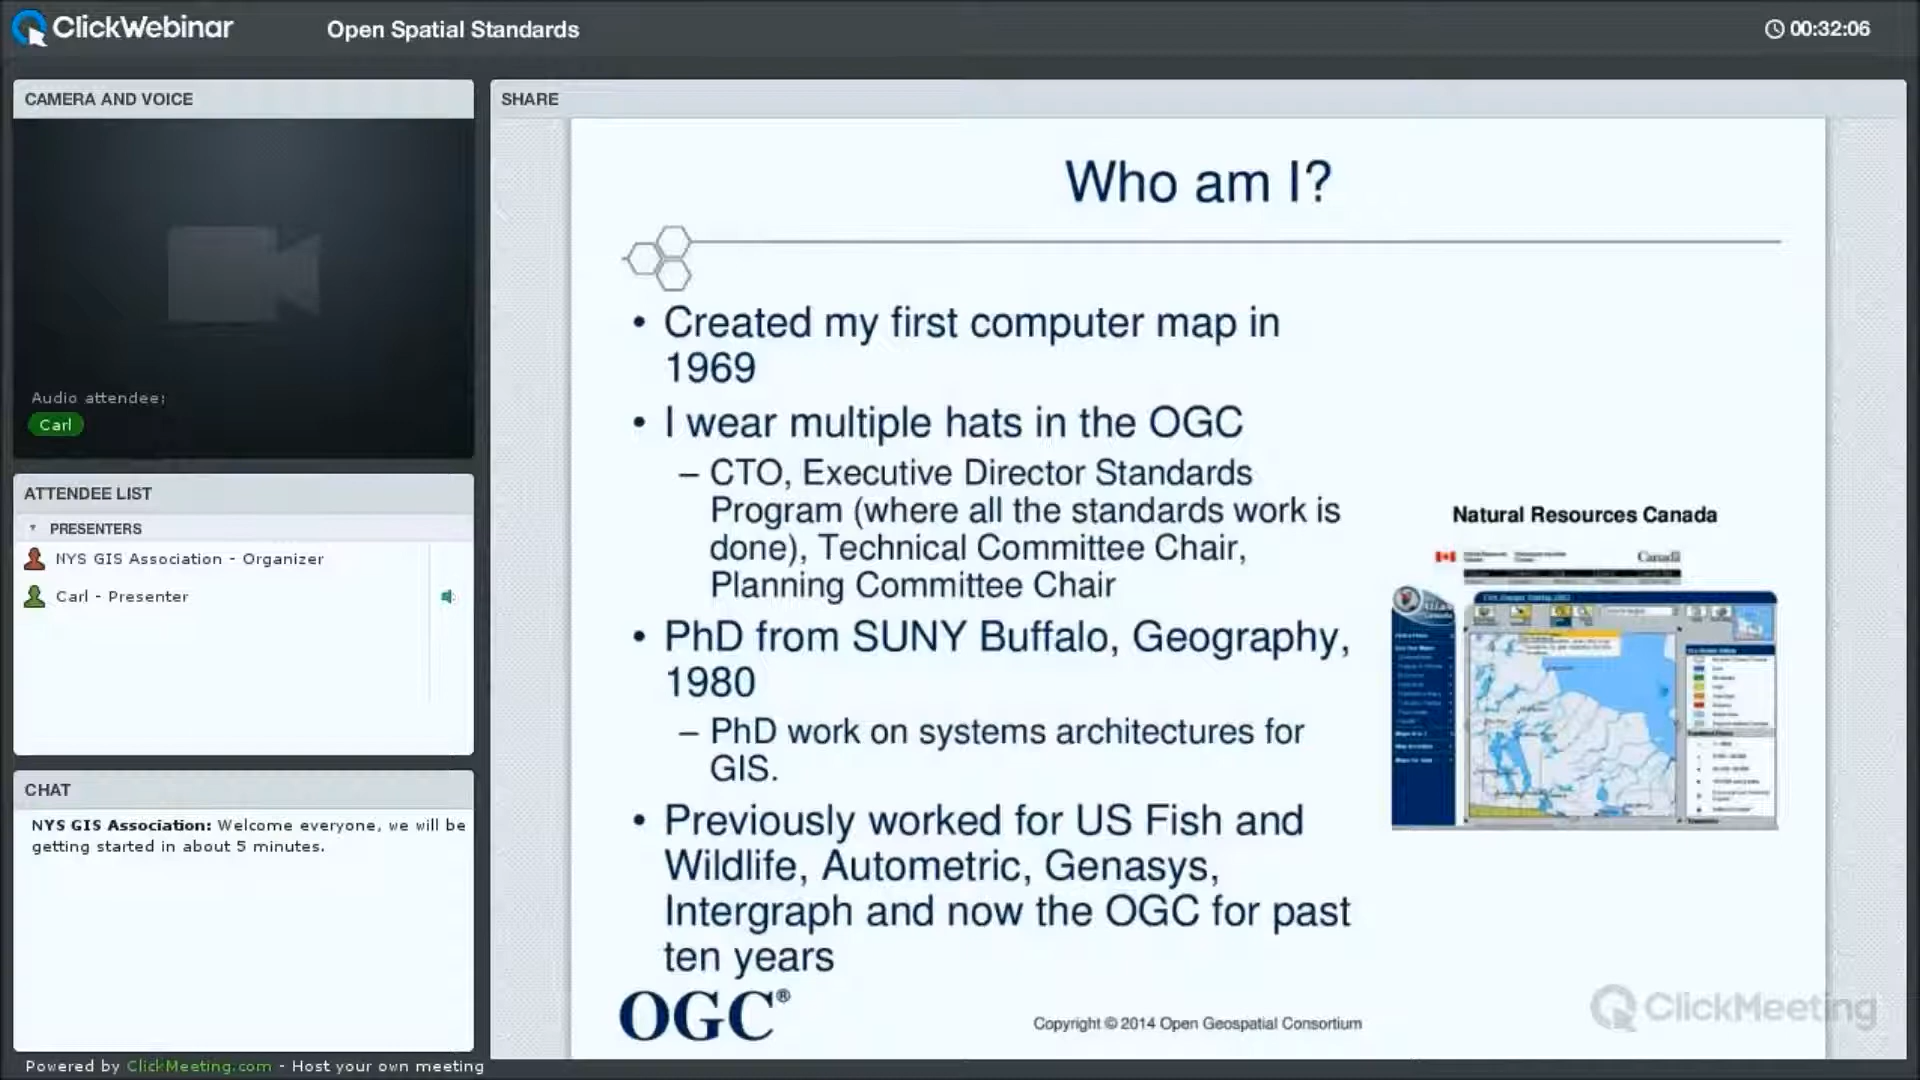 ClickWebinar
Open Spatial Standards
00:32:06
CAMERA AND VOICE
Audio attendee:
Carl
ATTENDEE LIST
PRESENTERS
NYS GIS Association - Organizer
Carl - Presenter
CHAT
NYS GIS Association: Welcome everyone, we will be
getting started in about 5 minutes.
Powered by ClickMeeting.com - Host your own meeting
SHARE
Who am I?
• Created my first computer map in
1969
• I wear multiple hats in the OGC
– CTO, Executive Director Standards
Program (where all the standards work is
done), Technical Committee Chair,
Planning Committee Chair
• PhD from SUNY Buffalo, Geography,
1980
– PhD work on systems architectures for
GIS.
• Previously worked for US Fish and
Wildlife, Autometric, Genasys,
Intergraph and now the OGC for past
ten years
Natural Resources Canada
Canada
OGC®
Copyright © 2014 Open Geospatial Consortium
ClickMeeting